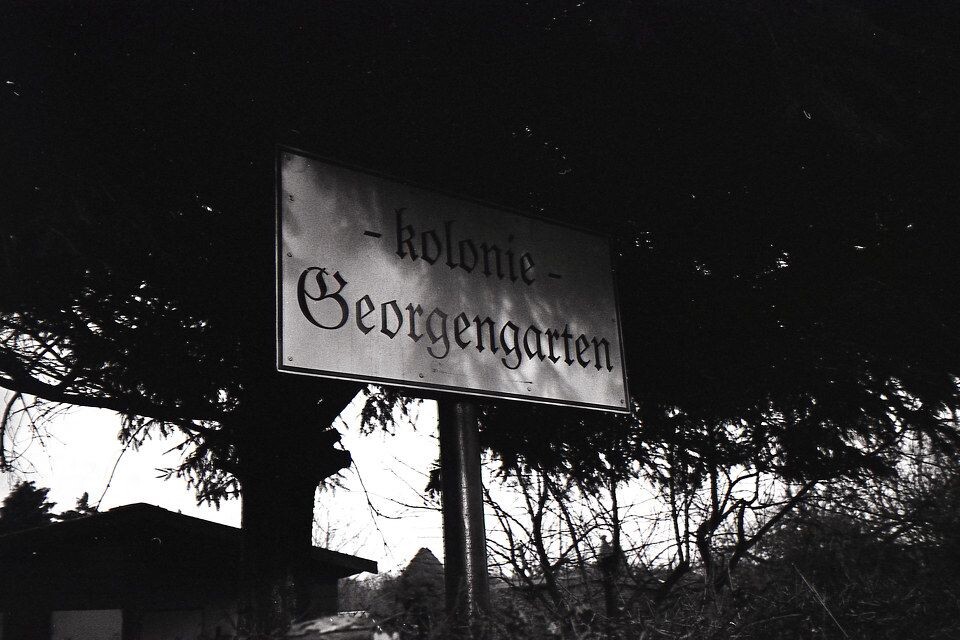 - kolonie -
Georgengarten